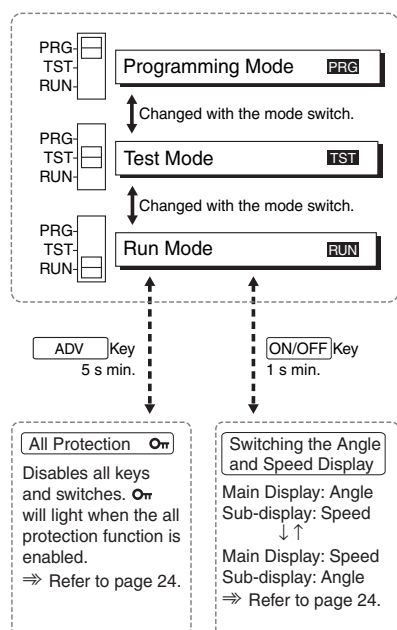 PRG
TST
RUN
Programming Mode PRG
Changed with the mode switch.
PRG
TST
RUN
Test Mode TST
Changed with the mode switch.
PRG
TST
RUN
Run Mode RUN
ADV Key
5 s min.
ON/OFF Key
1 s min.
All Protection
Disables all keys
and switches.
will light when the all
protection function is
enabled.
⇒ Refer to page 24.
Switching the Angle
and Speed Display
Main Display: Angle
Sub-display: Speed
↓↑
Main Display: Speed
Sub-display: Angle
⇒ Refer to page 24.